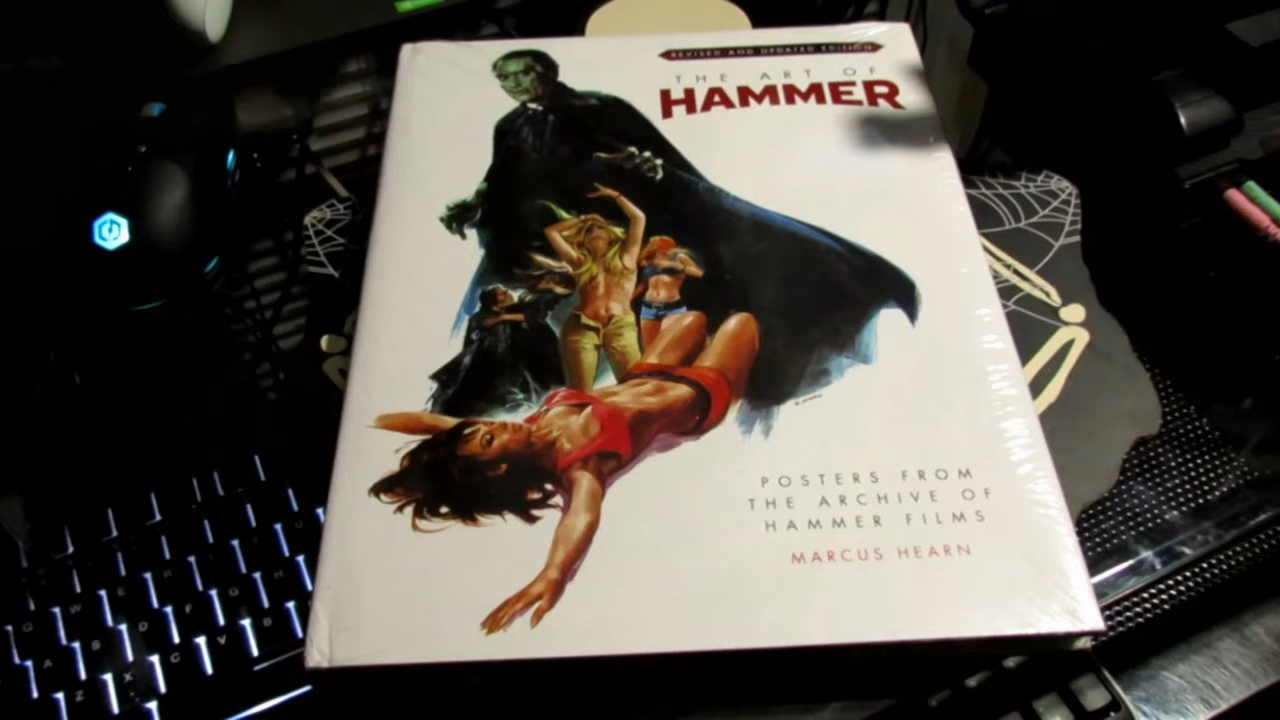 REVISED AND UPDATED EDITION
THE ART OF
HAMMER
POSTERS FROM
THE ARCHIVE OF
HAMMER FILMS
MARCUS HEARN
Q W E
A S D F G H
Z X C V B